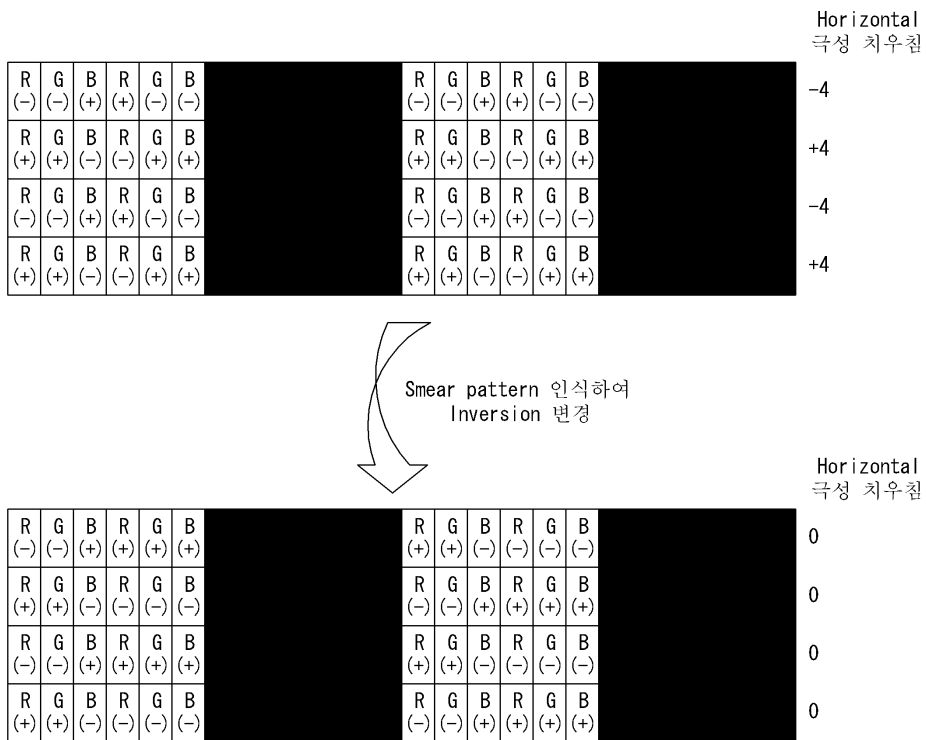 Horizontal
극성 치우침
R G B R G B R G B R G B
(−) (−) (+) (+) (−) (−) (−) (−) (+) (+) (−) (−) −4
R G B R G B R G B R G B
(+) (+) (−) (−) (+) (+) (+) (+) (−) (−) (+) (+) +4
R G B R G B R G B R G B
(−) (−) (+) (+) (−) (−) (−) (−) (+) (+) (−) (−) −4
R G B R G B R G B R G B
(+) (+) (−) (−) (+) (+) (+) (+) (−) (−) (+) (+) +4
Smear pattern 인식하여
Inversion 변경
Horizontal
극성 치우침
R G B R G B R G B R G B
(−) (−) (+) (+) (+) (+) (+) (+) (−) (−) (−) (−) 0
R G B R G B R G B R G B
(+) (+) (−) (−) (−) (−) (−) (−) (+) (+) (+) (+) 0
R G B R G B R G B R G B
(−) (−) (+) (+) (+) (+) (+) (+) (−) (−) (−) (−) 0
R G B R G B R G B R G B
(+) (+) (−) (−) (−) (−) (−) (−) (+) (+) (+) (+) 0